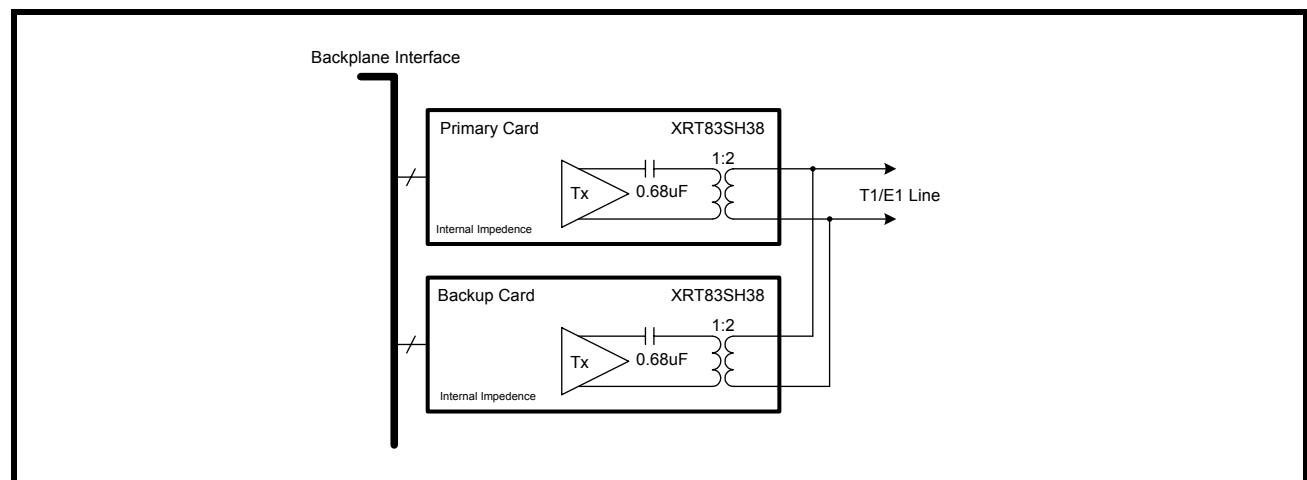 Backplane Interface
Primary Card
XRT83SH38
1:2
Tx
0.68uF
T1/E1 Line
Internal Impedence
Backup Card
XRT83SH38
1:2
Tx
0.68uF
Internal Impedence